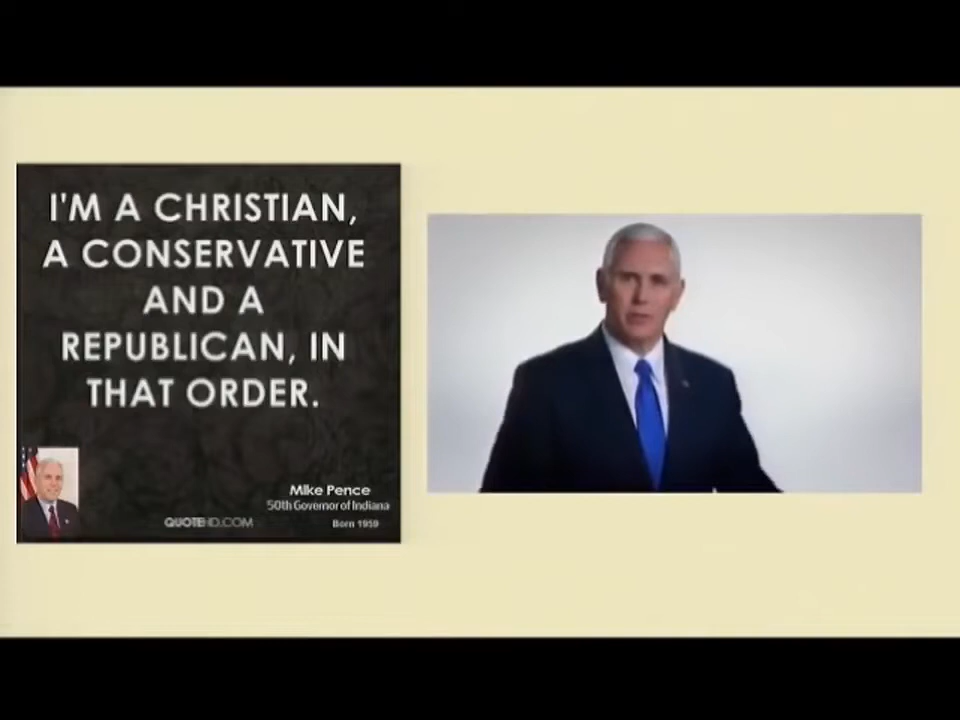 I'M A CHRISTIAN,
A CONSERVATIVE
AND A
REPUBLICAN, IN
THAT ORDER.
Mike Pence
50th Governor of Indiana
QUOTEHD.COM
Born 1959